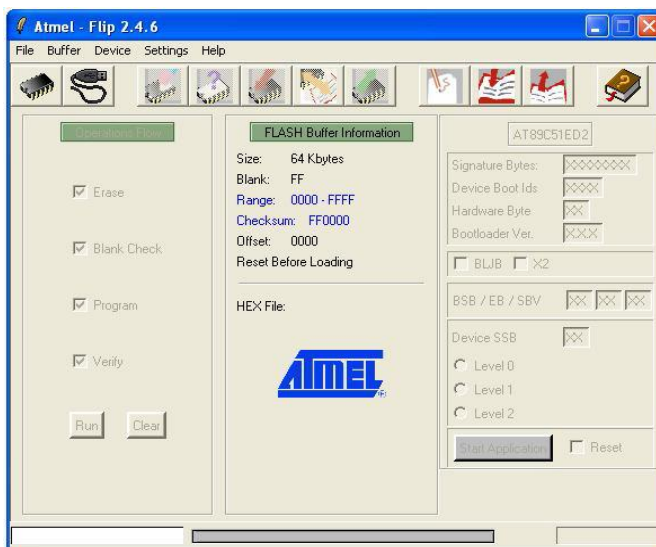 Atmel - Flip 2.4.6
File Buffer Device Settings Help
Operations Flow
Erase
Blank Check
Program
Verify
Run Clear
FLASH Buffer Information
Size: 64 Kbytes
Blank: FF
Range: 0000 - FFFF
Checksum: FF0000
Offset: 0000
Reset Before Loading
HEX File:
ATMEL
AT89C51ED2
Signature Bytes: XXXXXXXX
Device Boot Ids XXXX
Hardware Byte XX
Bootloader Ver. XXX
BLJB X2
BSB / EB / SBV XX XX XX
Device SSB XX
Level 0
Level 1
Level 2
Start Application Reset